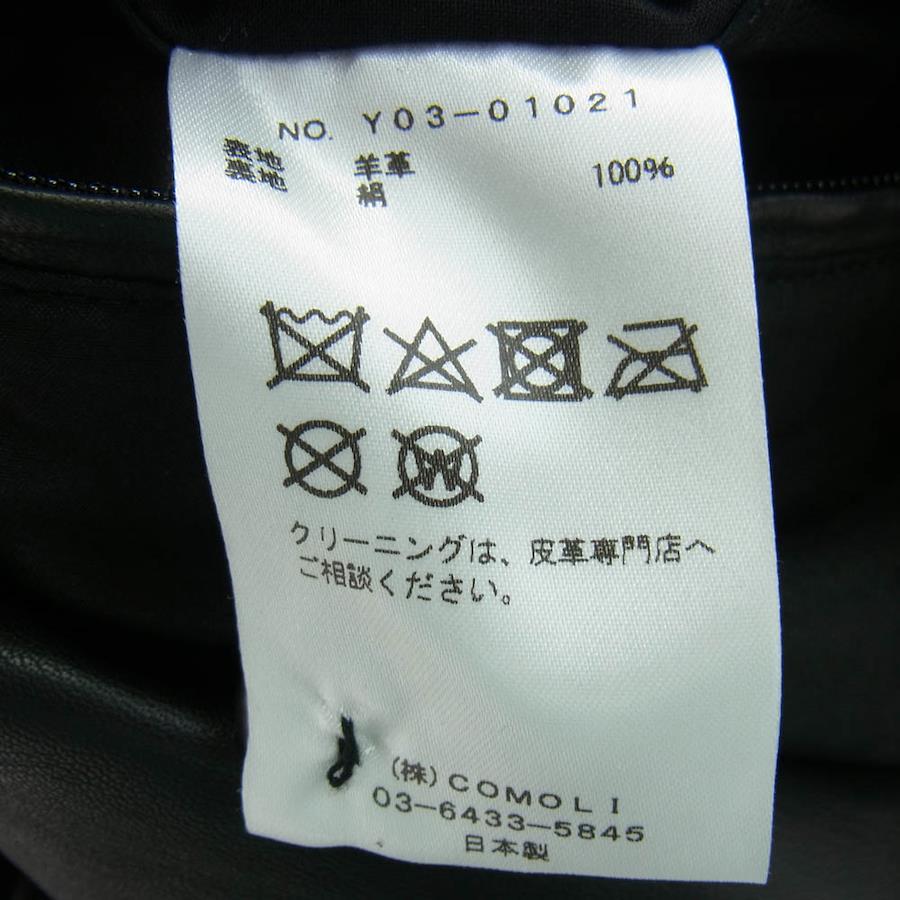 NO. Y03-01021
表地 羊革 100%
裏地 絹
クリーニングは、皮革専門店へ
ご相談ください。
(株)COMOLI
03-6433-5845
日本製